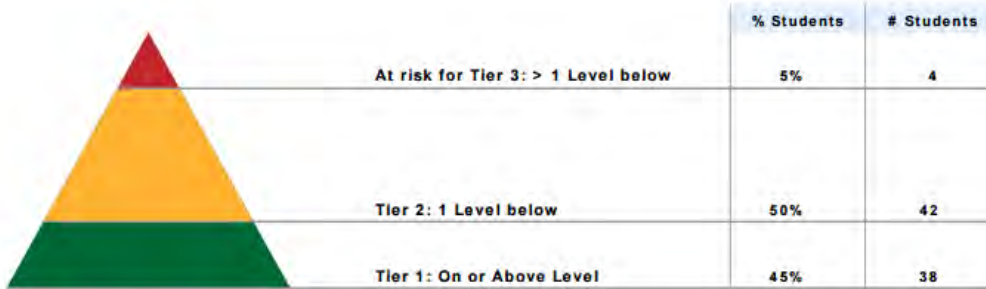 % Students # Students
At risk for Tier 3: > 1 Level below 5% 4
Tier 2: 1 Level below 50% 42
Tier 1: On or Above Level 45% 38